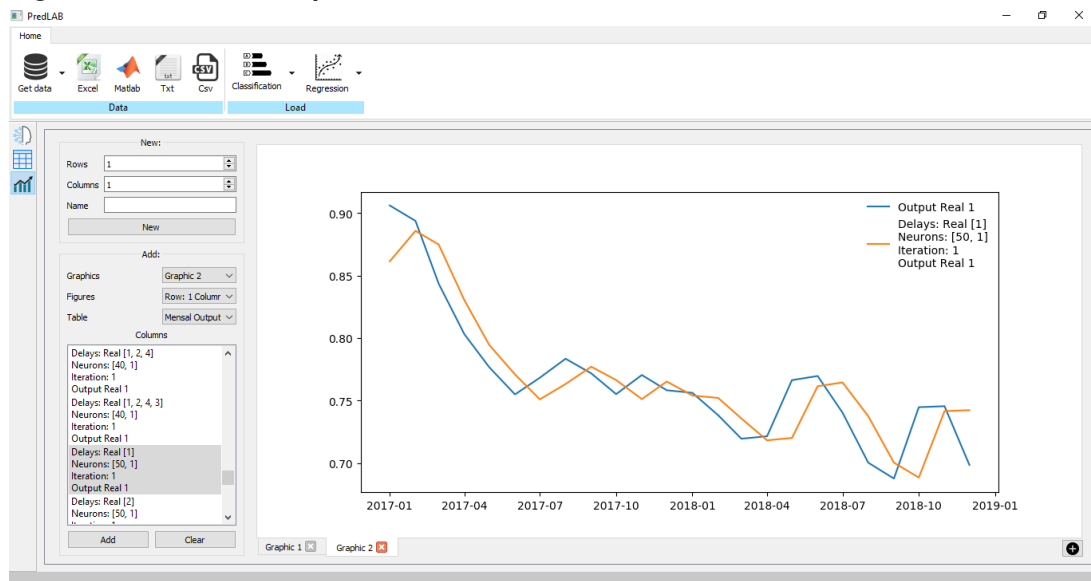 PredLAB
Home
Get data
Excel
Matlab
txt
Txt
CSV
Csv
Classification
Regression
Data
Load
New:
Rows
1
Columns
1
Name
New
Add:
Graphics
Graphic 2
Figures
Row: 1 Columr
Table
Mensal Output
Columns
Delays: Real [1, 2, 4]
Neurons: [40, 1]
Iteration: 1
Output Real 1
Delays: Real [1, 2, 4, 3]
Neurons: [40, 1]
Iteration: 1
Output Real 1
Delays: Real [1]
Neurons: [50, 1]
Iteration: 1
Output Real 1
Delays: Real [2]
Neurons: [50, 1]
Add
Clear
0.90
0.85
0.80
0.75
0.70
2017-01
2017-04
2017-07
2017-10
2018-01
2018-04
2018-07
2018-10
2019-01
Output Real 1
Delays: Real [1]
Neurons: [50, 1]
Iteration: 1
Output Real 1
Graphic 1
Graphic 2